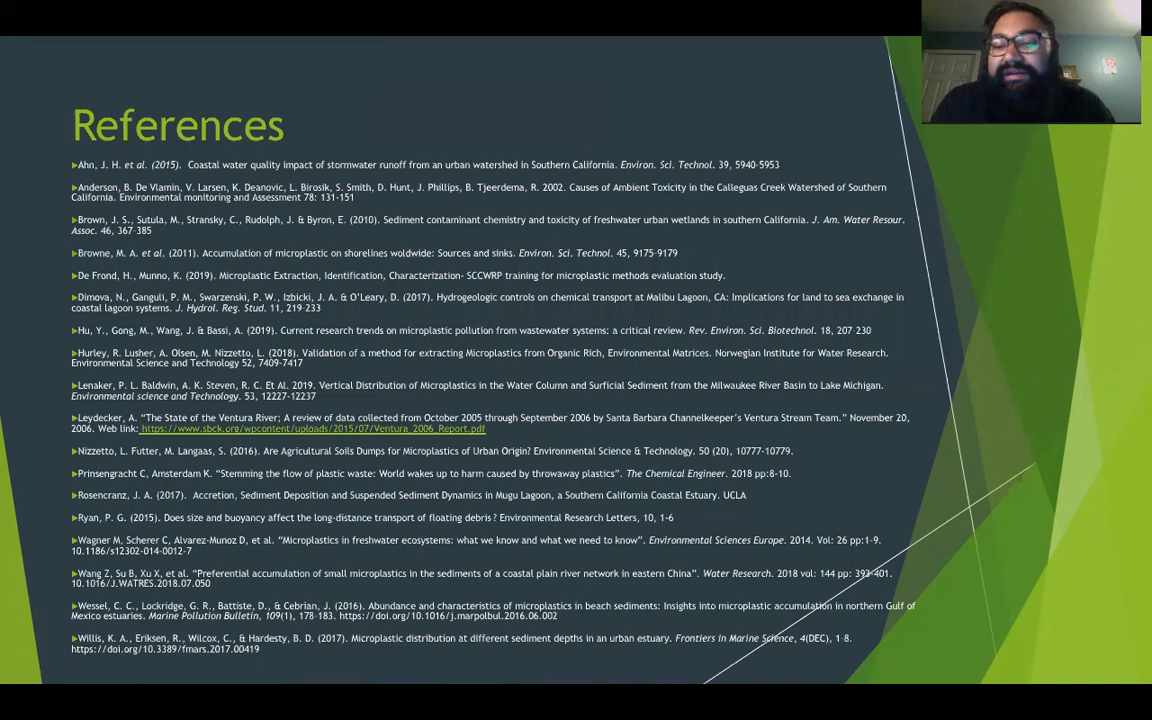 References
Ahn, J. H. et al. (2015). Coastal water quality impact of stormwater runoff from an urban watershed in Southern California. Environ. Sci. Technol. 39, 5940-5953
Anderson, B. De Vlamin, V. Larsen, K. Deanovic, L. Birosik, S. Smith, D. Hunt, J. Phillips, B. Tjeerdema, R. 2002. Causes of Ambient Toxicity in the Calleguas Creek Watershed of Southern
California. Environmental monitoring and Assessment 78: 131-151
Brown, J. S., Sutula, M., Stransky, C., Rudolph, J. & Byron, E. (2010). Sediment contaminant chemistry and toxicity of freshwater urban wetlands in southern California. J. Am. Water Resour.
Assoc. 46, 367-385
Browne, M. A. et al. (2011). Accumulation of microplastic on shorelines woldwide: Sources and sinks. Environ. Sci. Technol. 45, 9175-9179
De Frond, H., Munno, K. (2019). Microplastic Extraction, Identification, Characterization- SCCWRP training for microplastic methods evaluation study.
Dimova, N., Ganguli, P. M., Swarzenski, P. W., Izbicki, J. A. & O'Leary, D. (2017). Hydrogeologic controls on chemical transport at Malibu Lagoon, CA: Implications for land to sea exchange in
coastal lagoon systems. J. Hydrol. Reg. Stud. 11, 219-233
Hu, Y., Gong, M., Wang, J. & Bassi, A. (2019). Current research trends on microplastic pollution from wastewater systems: a critical review. Rev. Environ. Sci. Biotechnol. 18, 207-230
Hurley, R. Lusher, A. Olsen, M. Nizzetto, L. (2018). Validation of a method for extracting Microplastics from Organic Rich, Environmental Matrices. Norwegian Institute for Water Research.
Environmental Science and Technology 52, 7409-7417
Lenaker, P. L. Baldwin, A. K. Steven, R. C. Et Al. 2019. Vertical Distribution of Microplastics in the Water Column and Surficial Sediment from the Milwaukee River Basin to Lake Michigan.
Environmental science and Technology. 53, 12227-12237
Leydecker, A. "The State of the Ventura River: A review of data collected from October 2005 through September 2006 by Santa Barbara Channelkeeper's Ventura Stream Team." November 20,
2006. Web link: https://www.sbck.org/wpcontent/uploads/2015/07/Ventura_2006_Report.pdf
Nizzetto, L. Futter, M. Langaas, S. (2016). Are Agricultural Soils Dumps for Microplastics of Urban Origin? Environmental Science & Technology. 50 (20), 10777-10779.
Prinsengracht C, Amsterdam K. "Stemming the flow of plastic waste: World wakes up to harm caused by throwaway plastics". The Chemical Engineer. 2018 pp:8-10.
Rosencranz, J. A. (2017). Accretion, Sediment Deposition and Suspended Sediment Dynamics in Mugu Lagoon, a Southern California Coastal Estuary. UCLA
Ryan, P. G. (2015). Does size and buoyancy affect the long-distance transport of floating debris? Environmental Research Letters, 10, 1-6
Wagner M, Scherer C, Alvarez-Munoz D, et al. "Microplastics in freshwater ecosystems: what we know and what we need to know". Environmental Sciences Europe. 2014. Vol: 26 pp:1-9.
10.1186/s12302-014-0012-7
Wang Z, Su B, Xu X, et al. "Preferential accumulation of small microplastics in the sediments of a coastal plain river network in eastern China". Water Research. 2018 vol: 144 pp: 393-401.
10.1016/J.WATRES.2018.07.050
Wessel, C. C., Lockridge, G. R., Battiste, D., & Cebrian, J. (2016). Abundance and characteristics of microplastics in beach sediments: Insights into microplastic accumulation in northern Gulf of
Mexico estuaries. Marine Pollution Bulletin, 109(1), 178-183. https://doi.org/10.1016/j.marpolbul.2016.06.002
Willis, K. A., Eriksen, R., Wilcox, C., & Hardesty, B. D. (2017). Microplastic distribution at different sediment depths in an urban estuary. Frontiers in Marine Science, 4(DEC), 1-8.
https://doi.org/10.3389/fmars.2017.00419